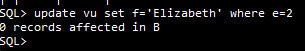 SQL> update vu set f='Elizabeth' where e=2
0 records affected in B
SQL>